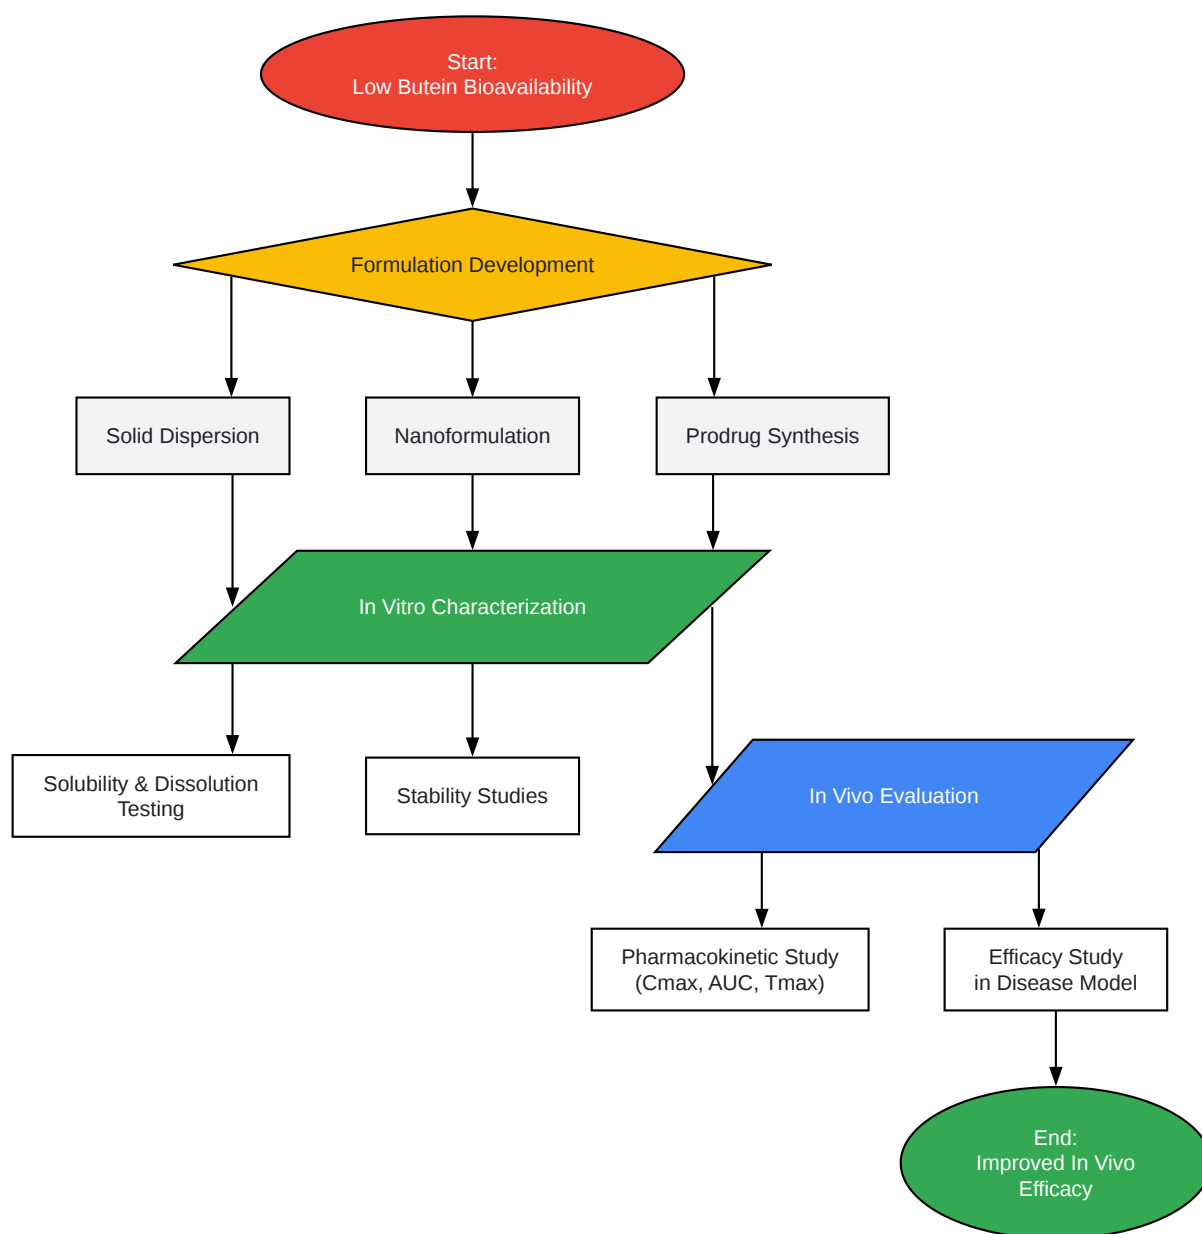 Start:
Low Butein Bioavailability
Formulation Development
Solid Dispersion
Nanoformulation
Prodrug Synthesis
In Vitro Characterization
Solubility & Dissolution
Testing
Stability Studies
In Vivo Evaluation
Pharmacokinetic Study
(Cmax, AUC, Tmax)
Efficacy Study
in Disease Model
End:
Improved In Vivo
Efficacy